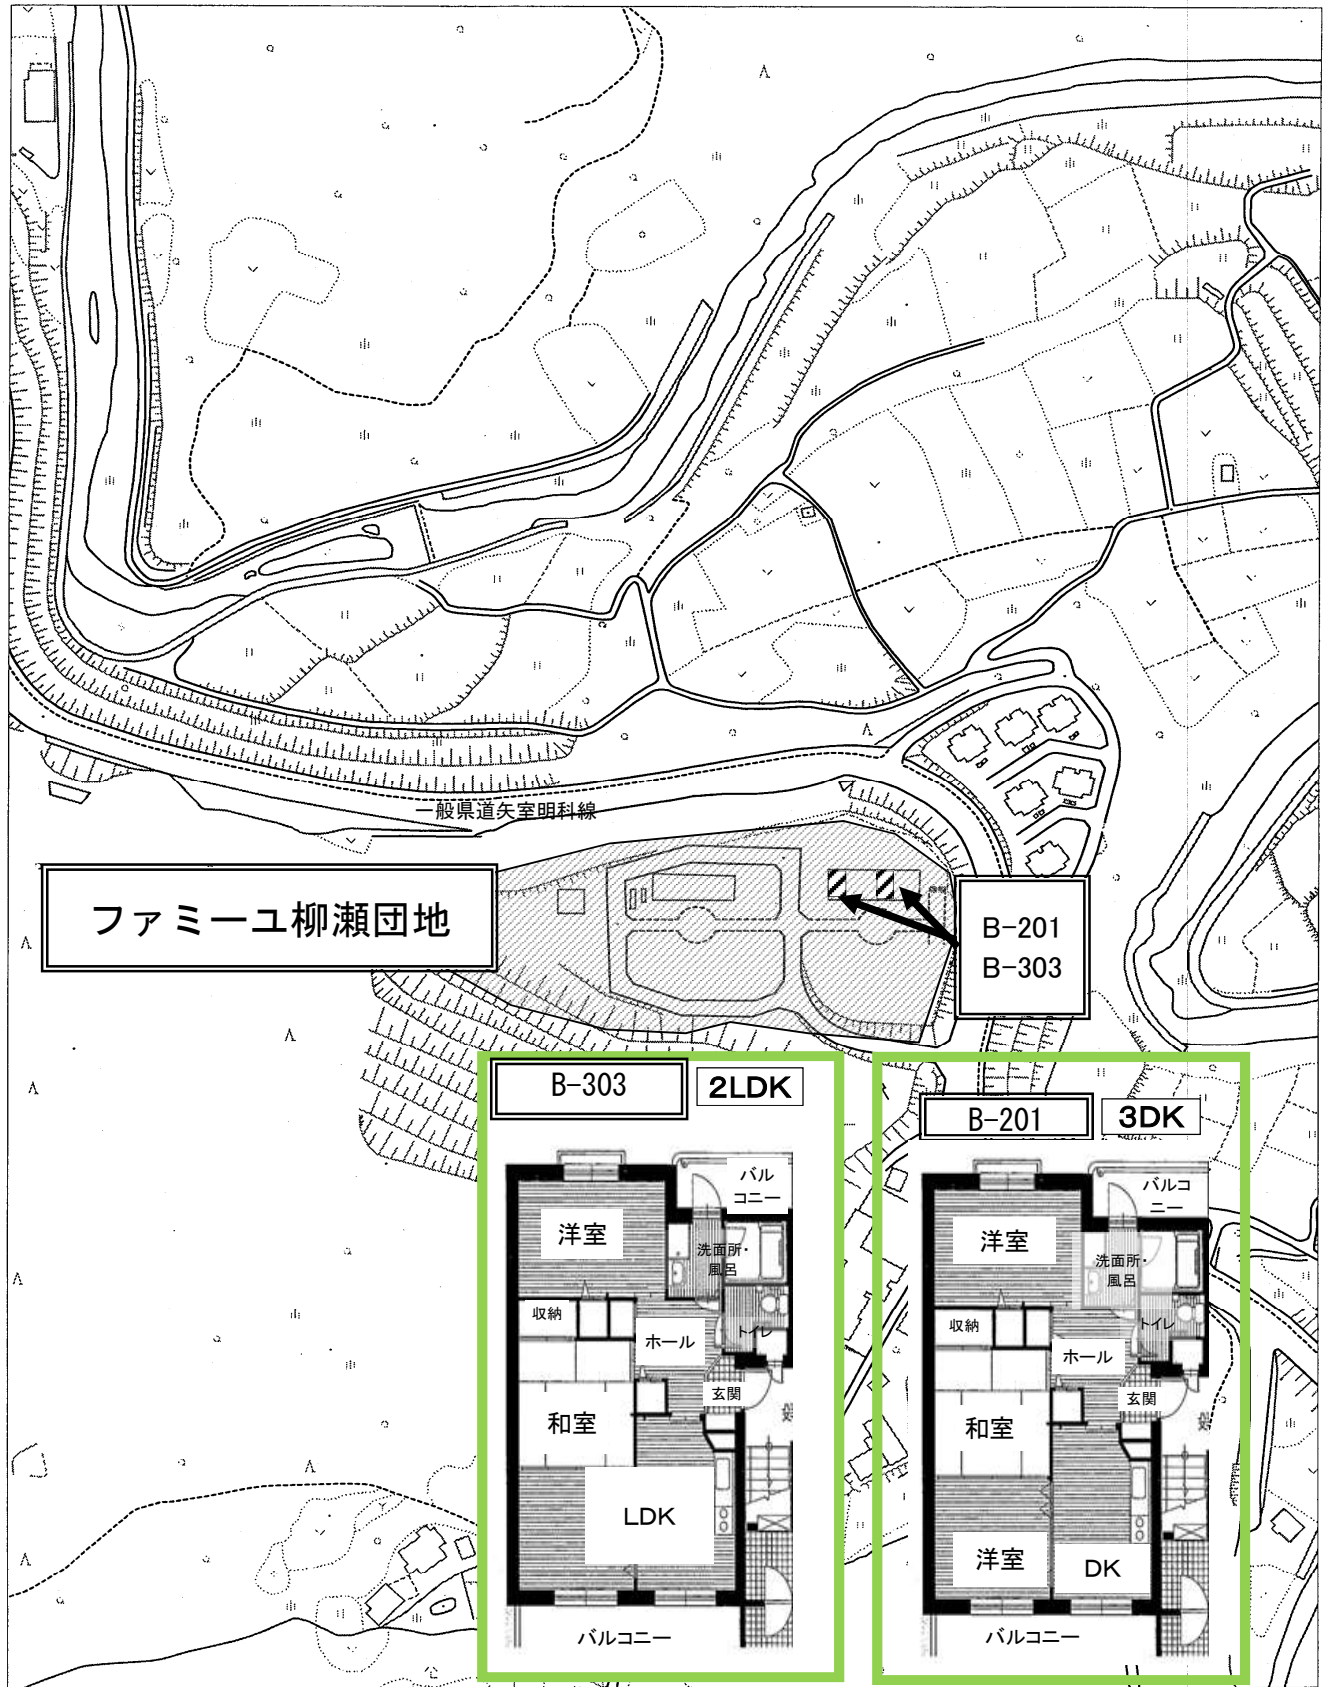 一般県道矢室明科線
ファミーユ柳瀬団地
B-201
B-303
B-303
2LDK
バル
コニー
洋室
洗面所・
風呂
収納
トイレ
ホール
玄関
和室
LDK
バルコニー
B-201
3DK
バルコ
ニー
洋室
洗面所・
風呂
収納
トイレ
ホール
玄関
和室
洋室
DK
バルコニー